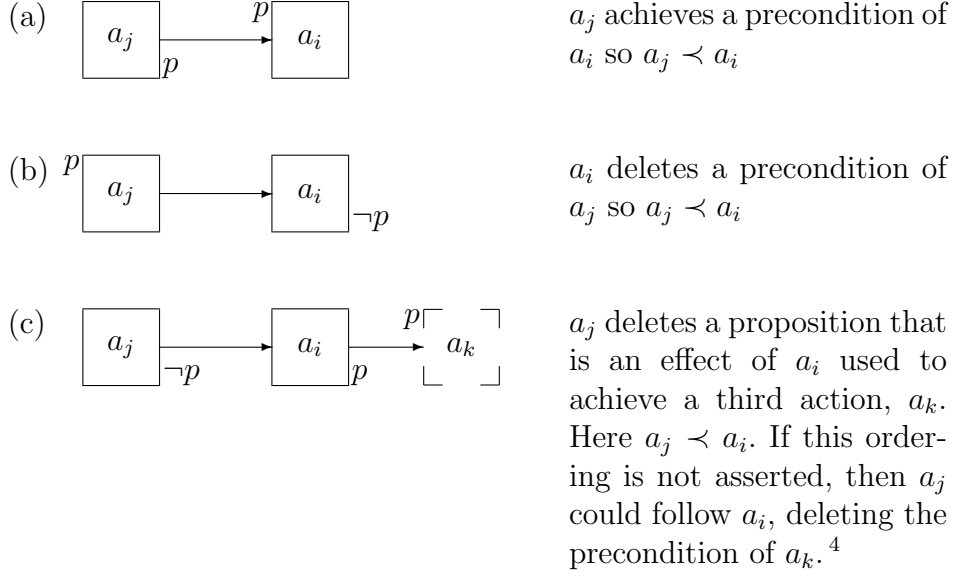 (a) a_j p p a_i a_j achieves a precondition of
a_i so a_j ≺ a_i
(b) p a_j a_i ¬p a_i deletes a precondition of
a_j so a_j ≺ a_i
(c) a_j ¬p a_i p p a_k a_j deletes a proposition that
is an effect of a_i used to
achieve a third action, a_k.
Here a_j ≺ a_i. If this order-
ing is not asserted, then a_j
could follow a_i, deleting the
precondition of a_k. 4